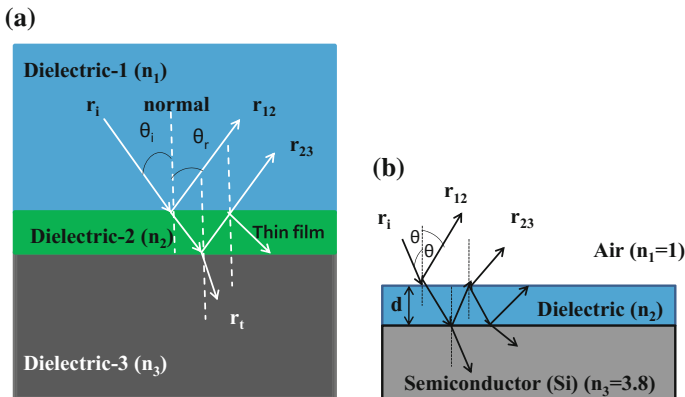 (a)
Dielectric-1 (n₁)
rᵢ normal r₁₂
θᵢ θᵣ r₂₃
Dielectric-2 (n₂) Thin film
rₜ
Dielectric-3 (n₃)
(b)
r₁₂
rᵢ r₂₃
θ
θ Air (n₁=1)
d Dielectric (n₂)
Semiconductor (Si) (n₃=3.8)